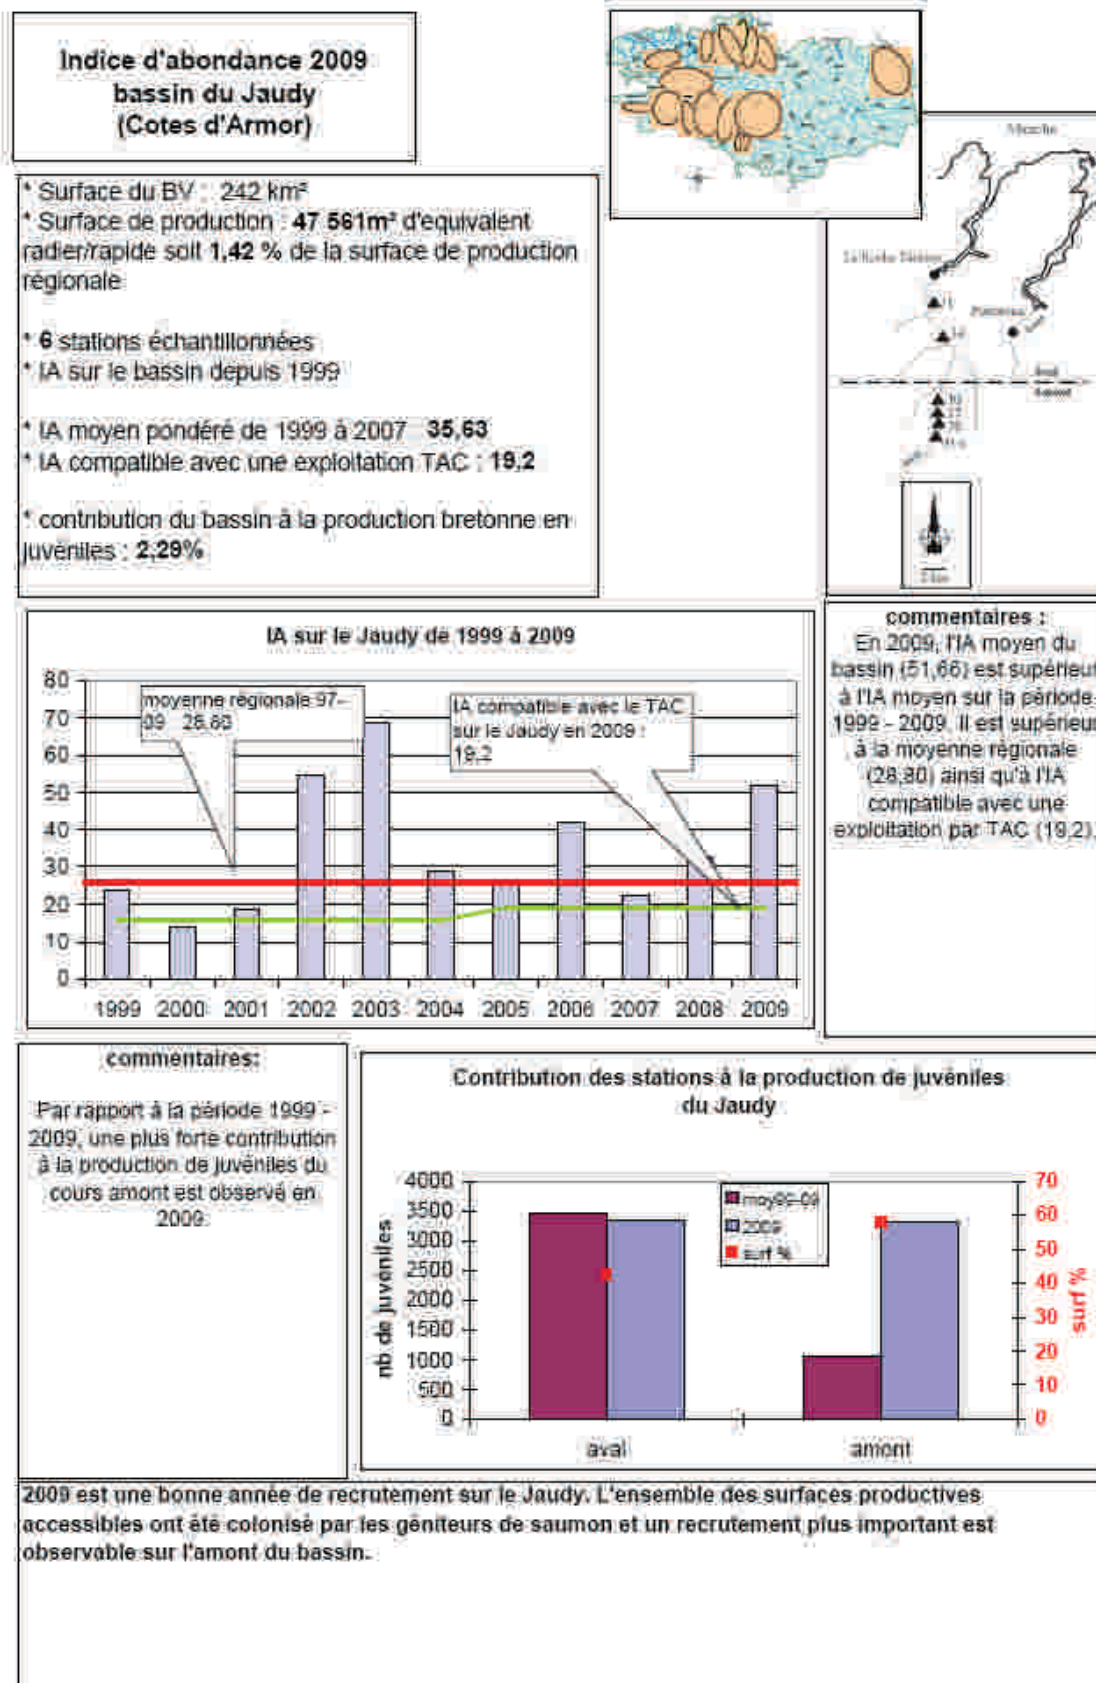 Indice d'abondance 2009
bassin du Jaudy
(Cotes d'Armor)
* Surface du BV : 242 km²
* Surface de production : 47 561m² d'equivalent
radier/rapide soit 1,42 % de la surface de production
régionale
* 6 stations échantillonnées
* IA sur le bassin depuis 1999
* IA moyen pondéré de 1999 à 2007 : 35,63
* IA compatible avec une exploitation TAC : 19,2
* contribution du bassin à la production bretonne en
juvéniles : 2,29%
Manche
La Roche Derrien
Amont
2 km
IA sur le Jaudy de 1999 à 2009
80
70
60
50
40
30
20
10
0
moyenne régionale 97-
09 : 28.80
IA compatible avec le TAC
sur le Jaudy en 2009 :
19,2
1999 2000 2001 2002 2003 2004 2005 2006 2007 2008 2009
commentaires :
En 2009, l'IA moyen du
bassin (51,66) est supérieur
à l'IA moyen sur la période
1999 - 2009. Il est supérieur
à la moyenne régionale
(28,80) ainsi qu'à l'IA
compatible avec une
exploitation par TAC (19,2).
commentaires:
Par rapport à la période 1999 -
2009, une plus forte contribution
à la production de juvéniles du
cours amont est observé en
2009.
Contribution des stations à la production de juvéniles
du Jaudy
nb de juvéniles
4000
3500
3000
2500
2000
1500
1000
500
0
moy99-09
2009
surf %
70
60
50
40
30
20
10
0
surf %
aval
amont
2009 est une bonne année de recrutement sur le Jaudy. L'ensemble des surfaces productives
accessibles ont été colonisé par les géniteurs de saumon et un recrutement plus important est
observable sur l'amont du bassin.